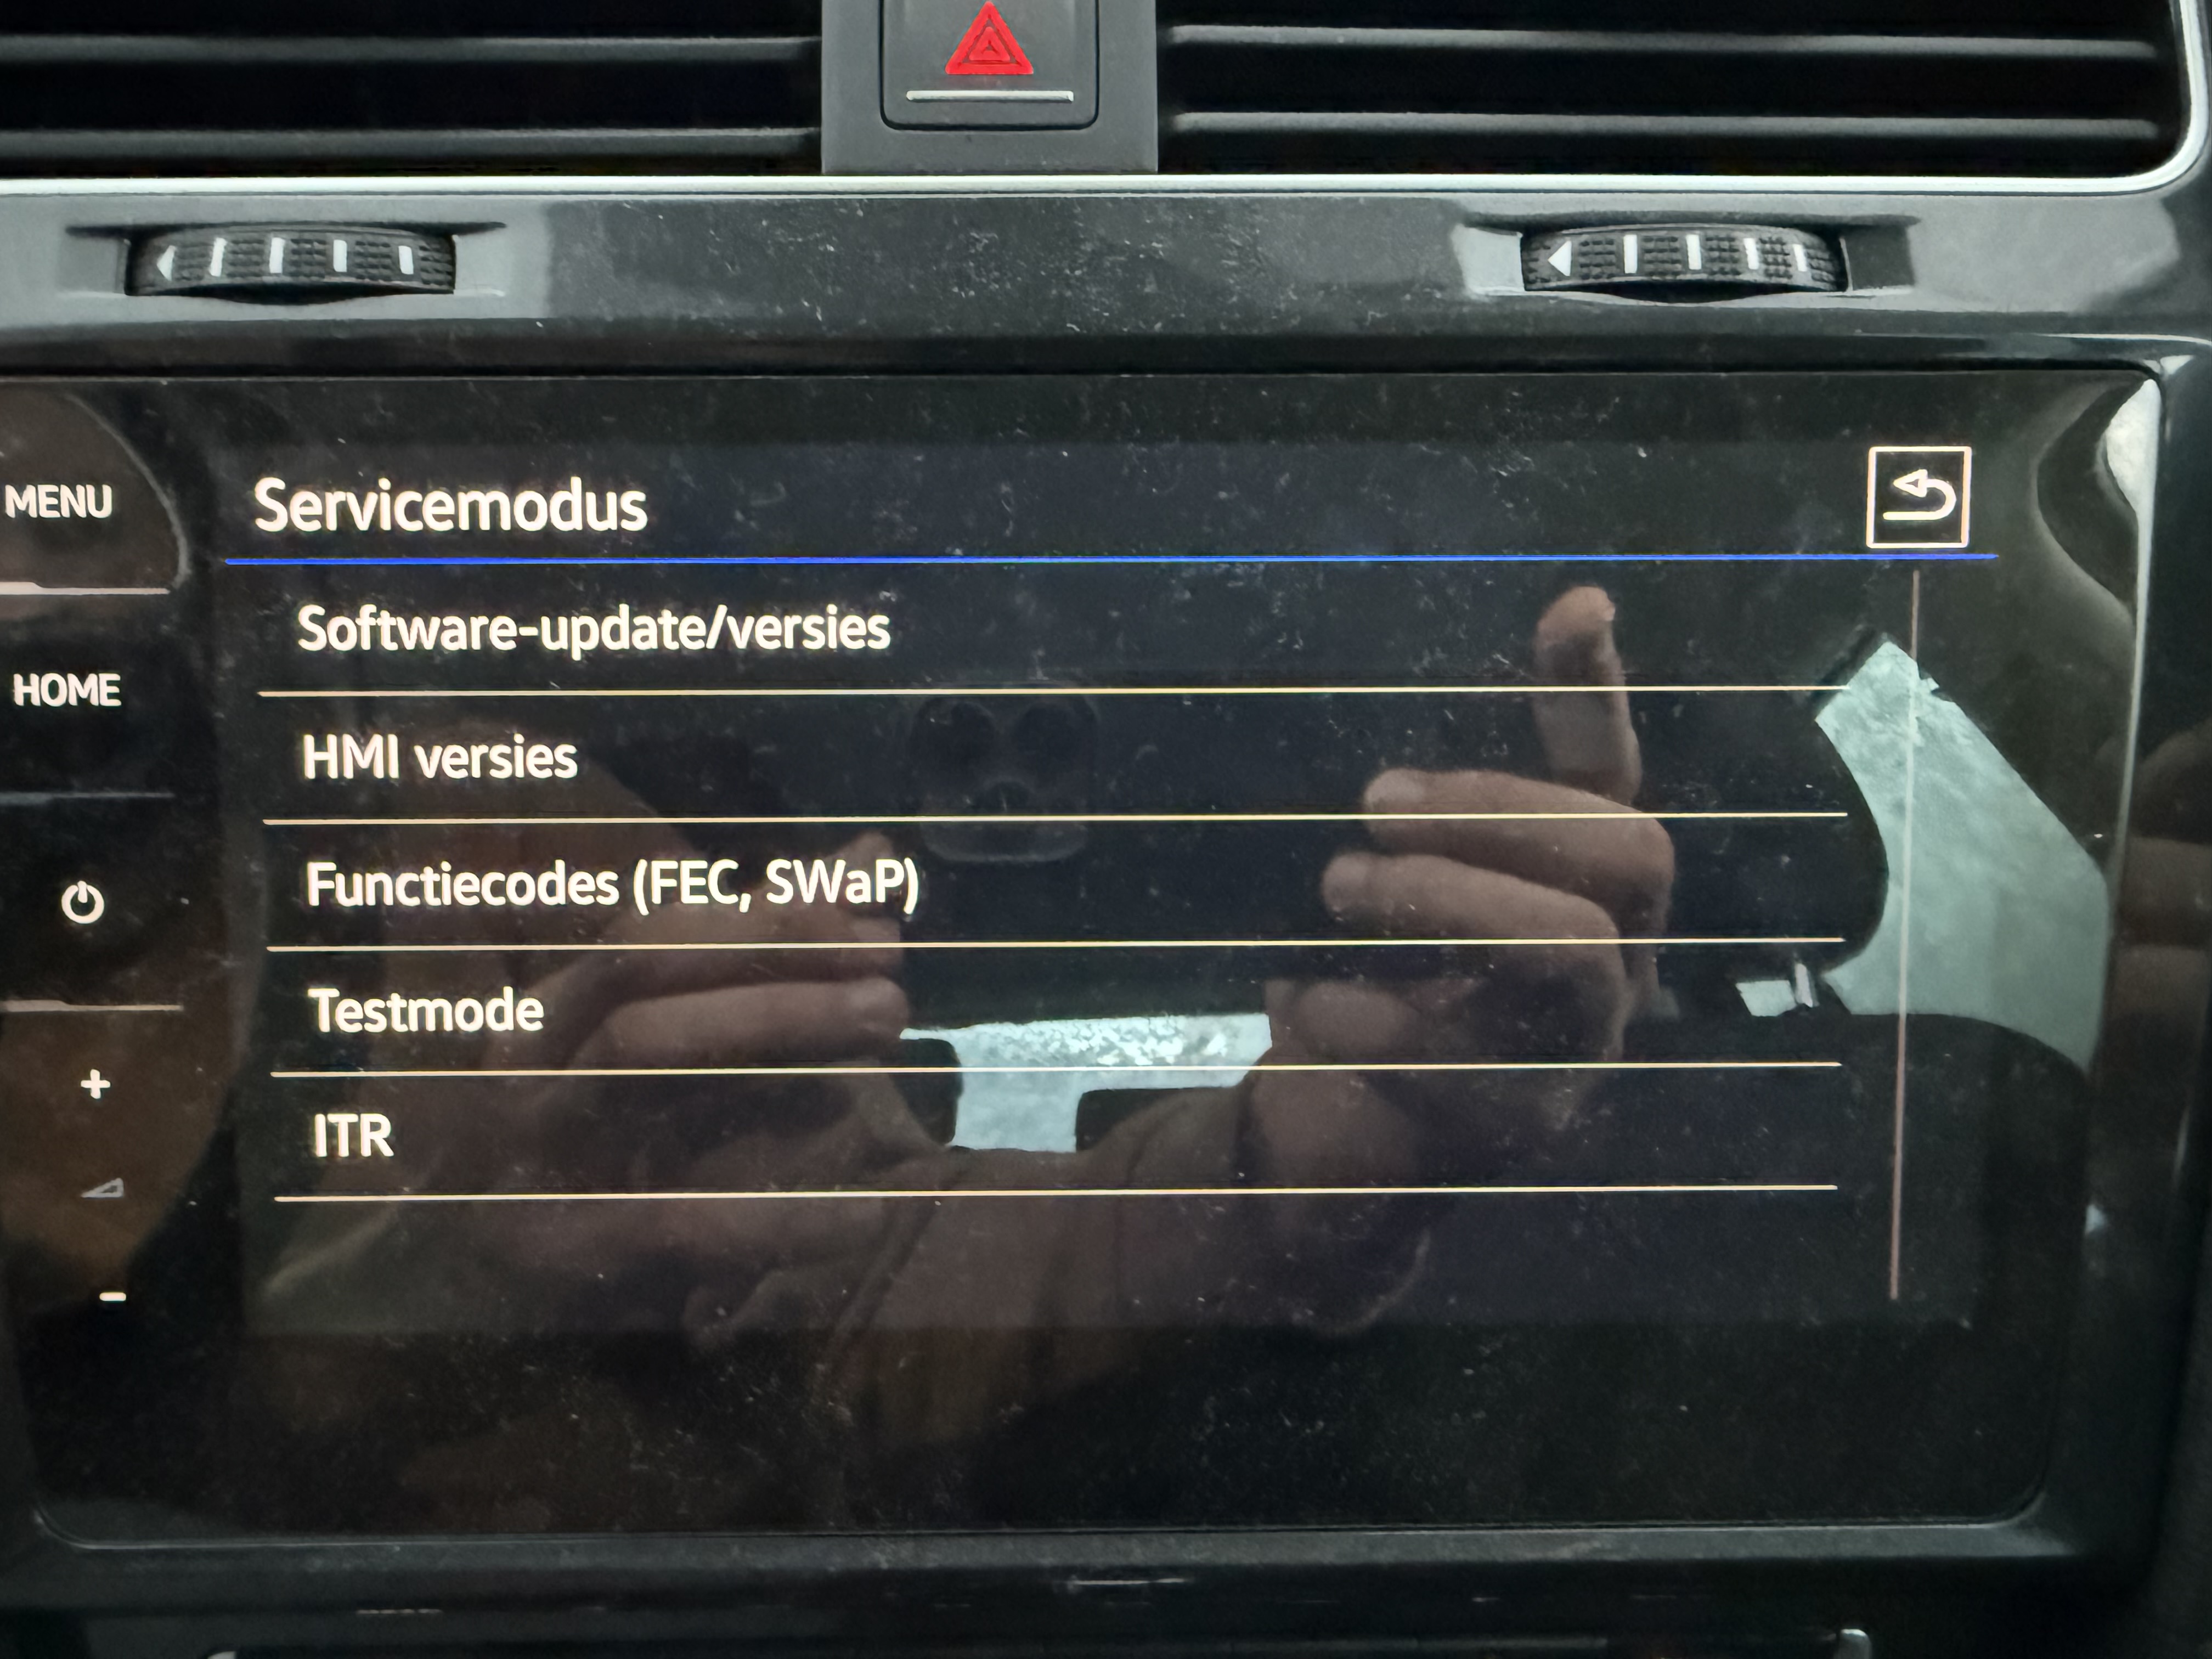 MENU
Servicemodus
Software-update/versies
HOME
HMI versies
Functiecodes (FEC, SWaP)
Testmode
+
ITR
-